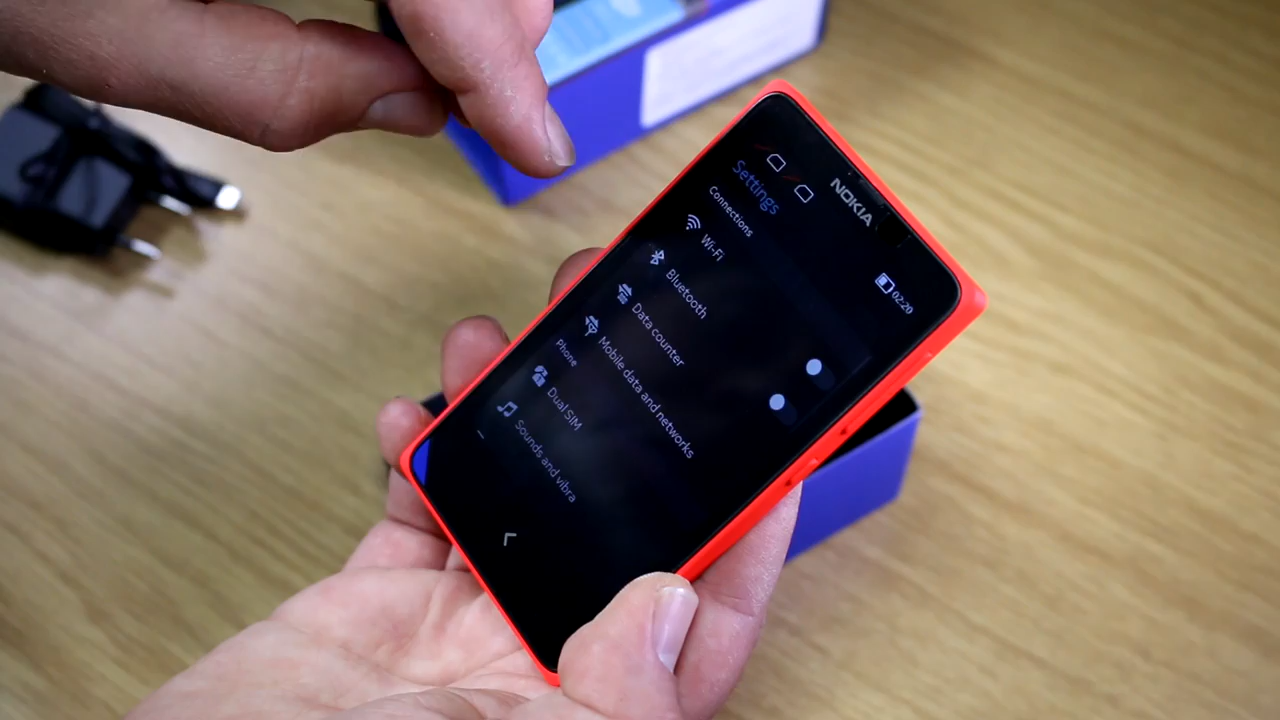 NOKIA
02:20
Settings
Connections
Wi-Fi
Bluetooth
Data counter
Mobile data and networks
Phone
Dual SIM
Sounds and vibra